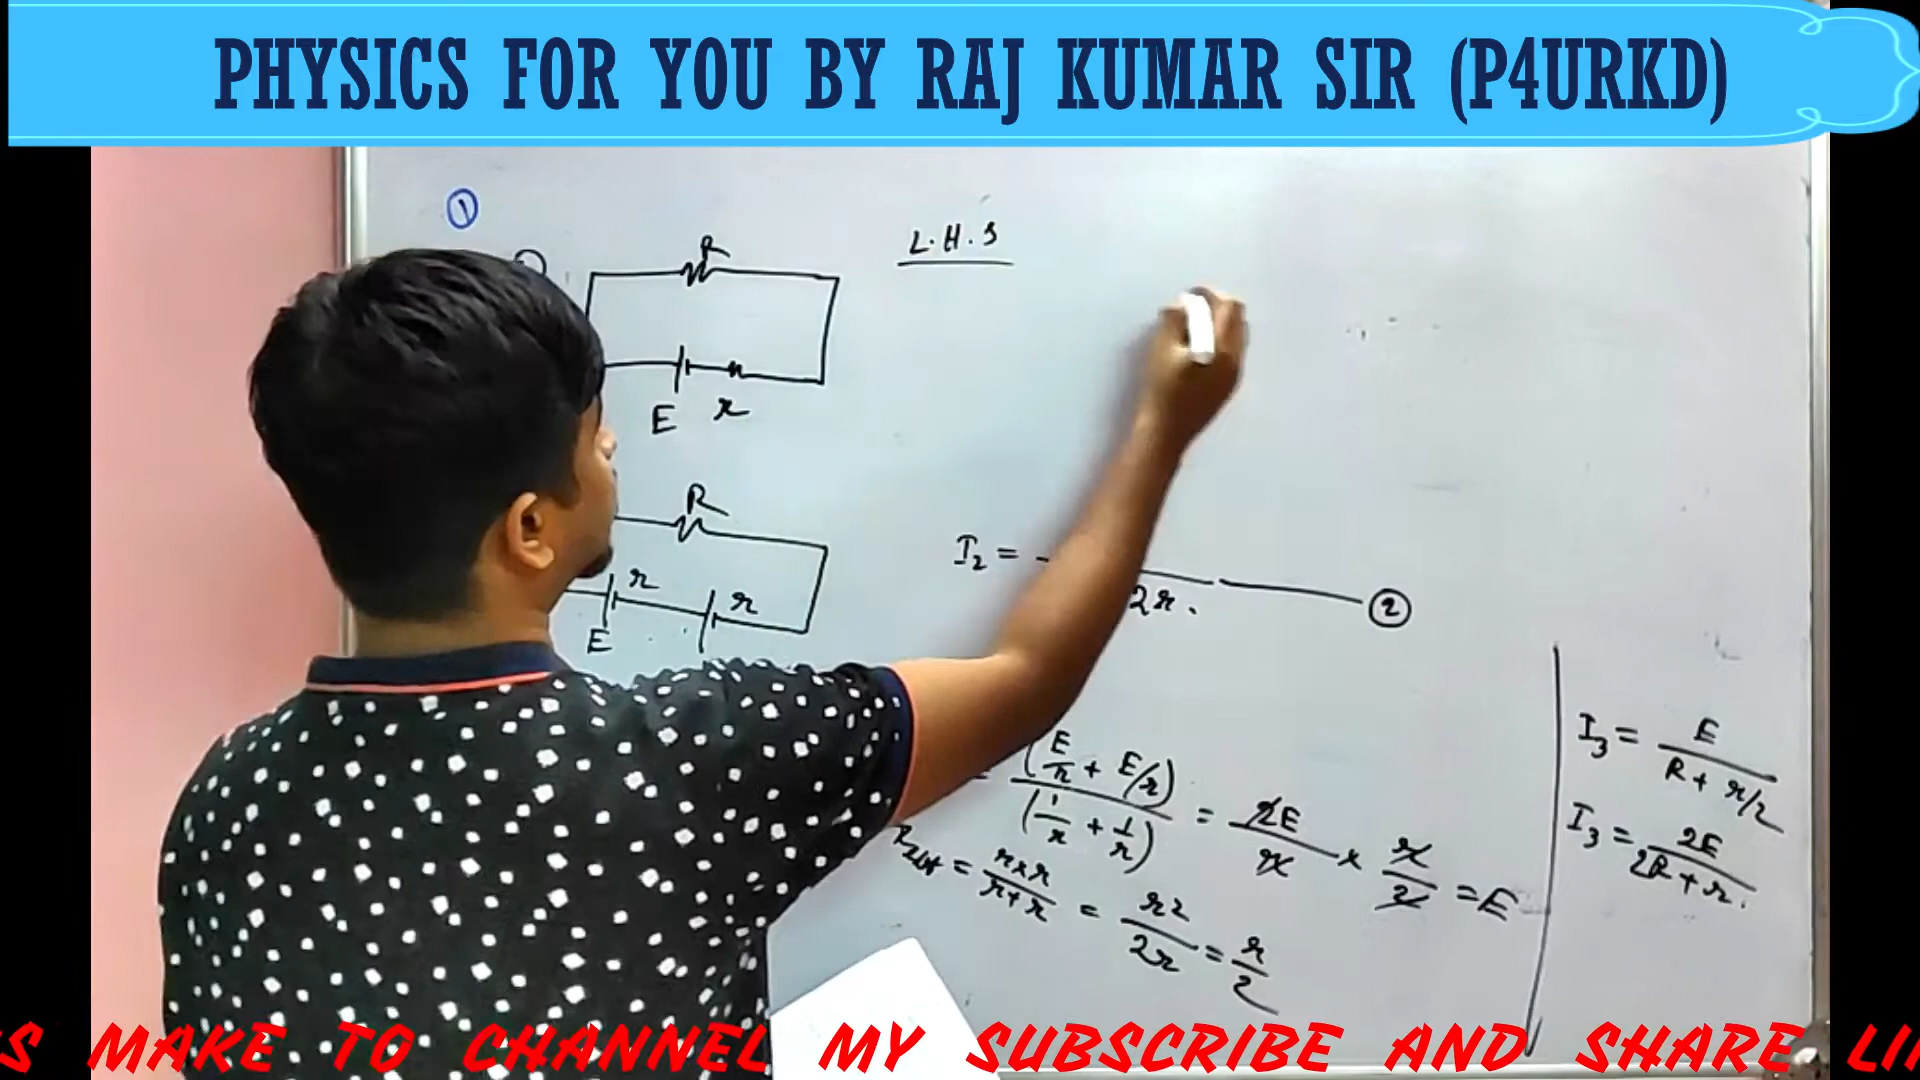 PHYSICS FOR YOU BY RAJ KUMAR SIR (P4URKD)
①
L.H.S
R
E r
R
r r
E
I₂ =
2r.
②
= (E/r + E/r) / (1/r + 1/r) = 2E/r × r/2 = E
= r×r / r+r = r2/2r = r/2
I₃ = E / R + r/2
I₃ = 2E / 2R + r.
S MAKE TO CHANNEL MY SUBSCRIBE AND SHARE LI